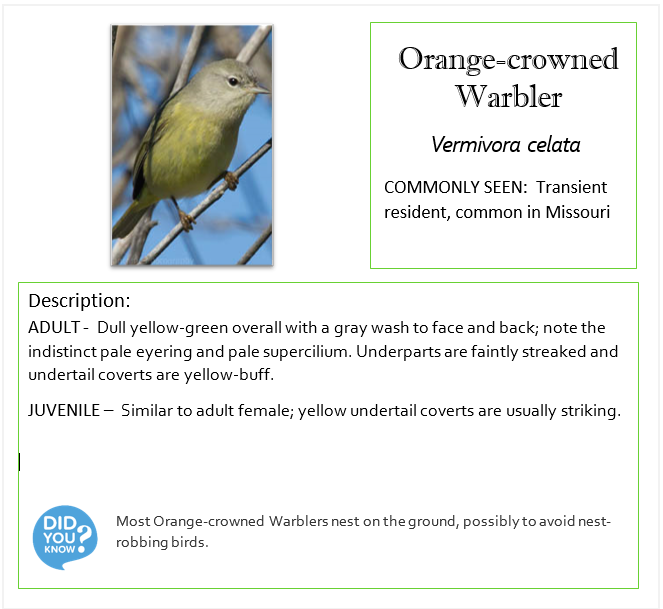 Orange-crowned
Warbler
Vermivora celata
COMMONLY SEEN: Transient
resident, common in Missouri
Description:
ADULT - Dull yellow-green overall with a gray wash to face and back; note the
indistinct pale eyering and pale supercilium. Underparts are faintly streaked and
undertail coverts are yellow-buff.
JUVENILE – Similar to adult female; yellow undertail coverts are usually striking.
DID
YOU
KNOW ?
Most Orange-crowned Warblers nest on the ground, possibly to avoid nest-
robbing birds.